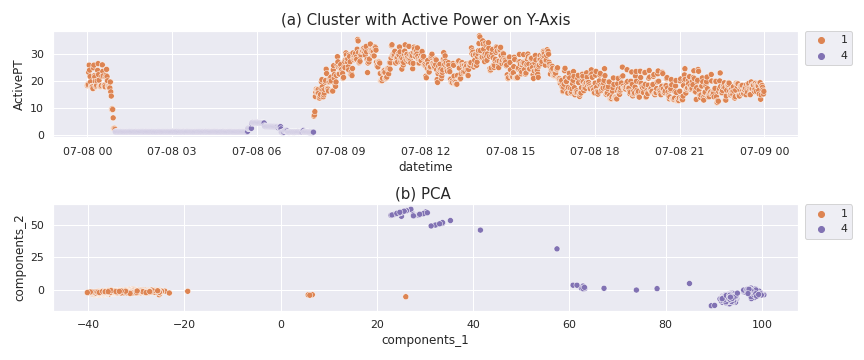 (a) Cluster with Active Power on Y-Axis
1
4
30
20
10
0
ActivePT
07-08 00 07-08 03 07-08 06 07-08 09 07-08 12 07-08 15 07-08 18 07-08 21 07-09 00
datetime
(b) PCA
1
4
50
25
0
components_2
−40 −20 0 20 40 60 80 100
components_1